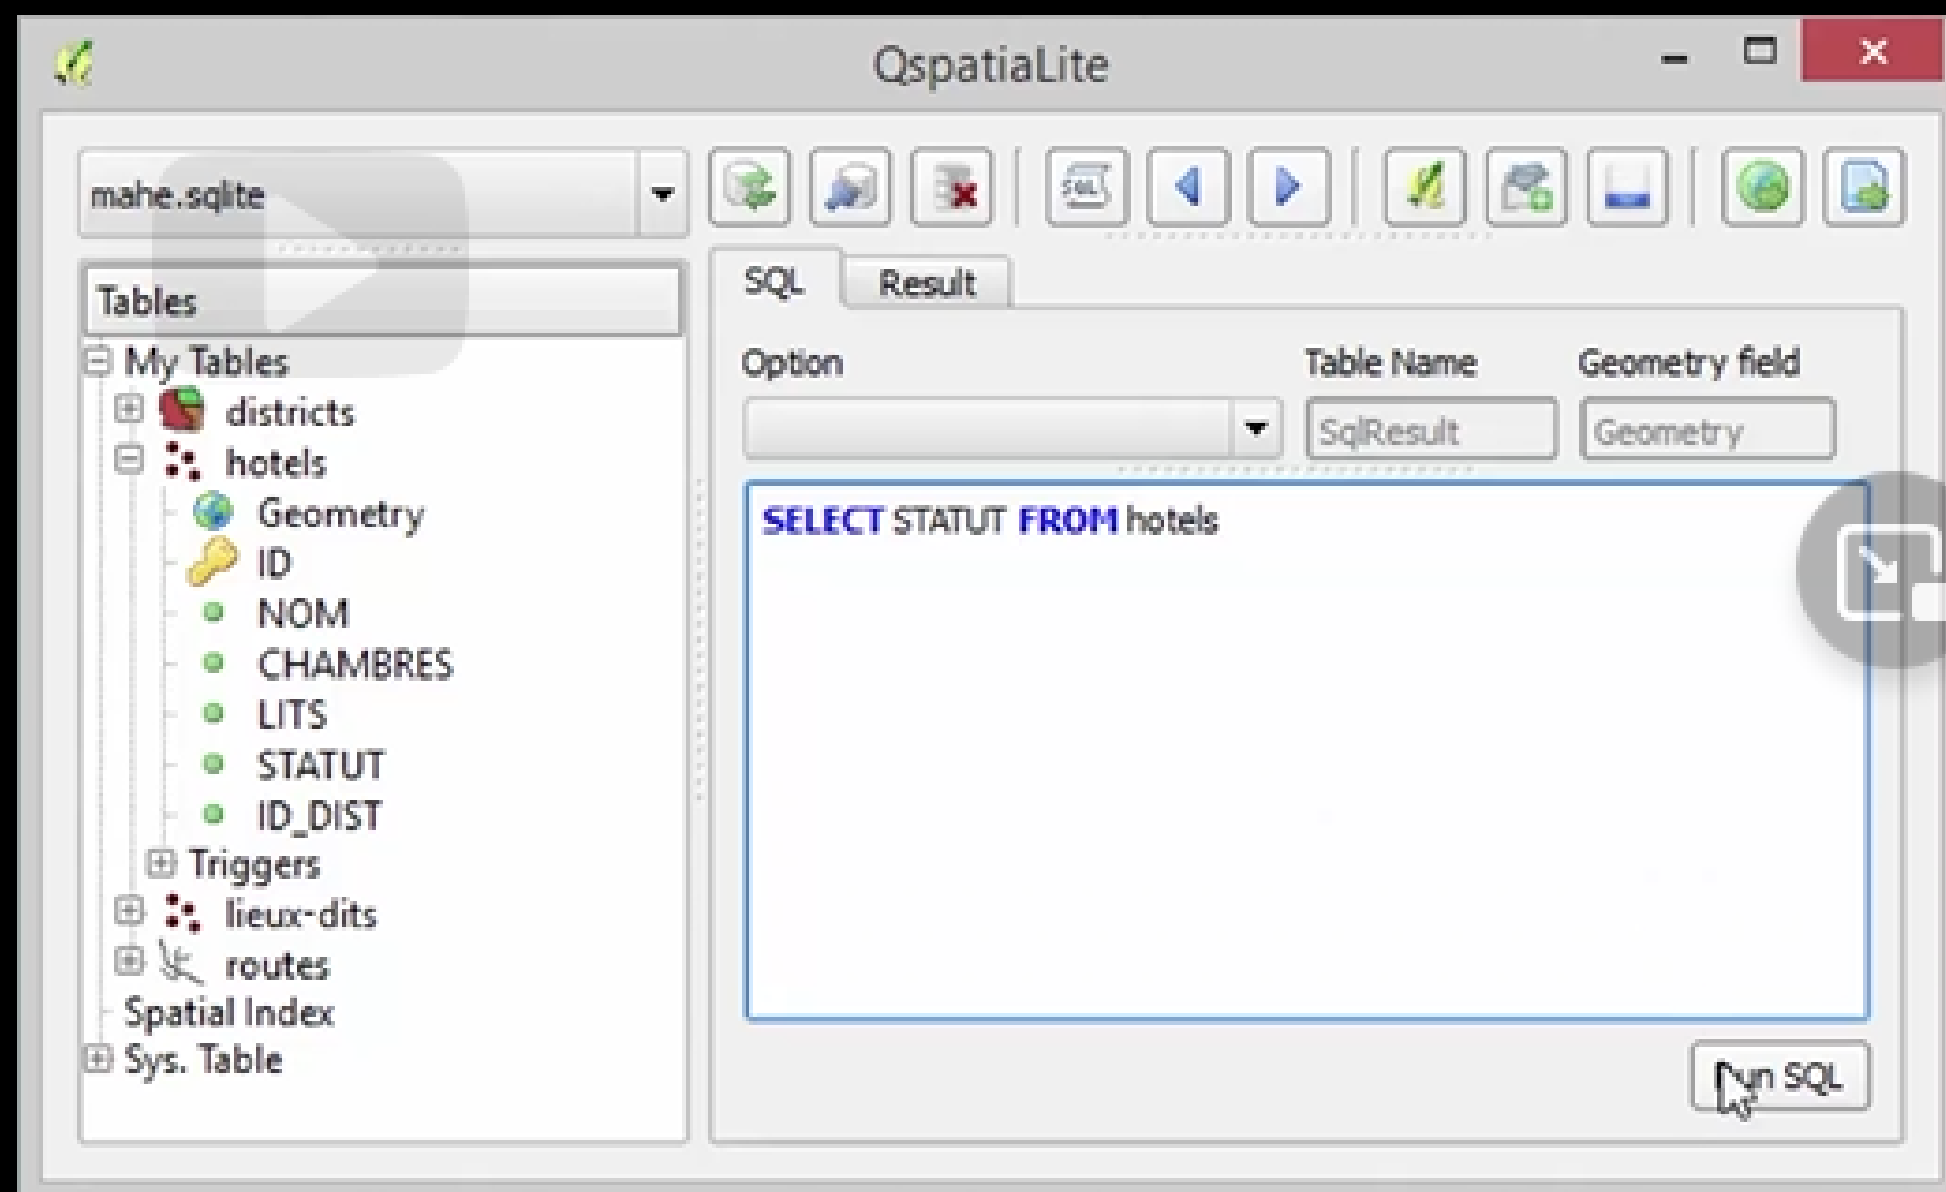 QspatiaLite
mahe.sqlite
SQL
Tables
My Tables
districts
hotels
Geometry
ID
NOM
CHAMBRES
LITS
STATUT
ID_DIST
Triggers
lieux-dits
routes
Spatial Index
Sys. Table
SQL Result
Option Table Name Geometry field
SqlResult Geometry
SELECT STATUT FROM hotels
SQL